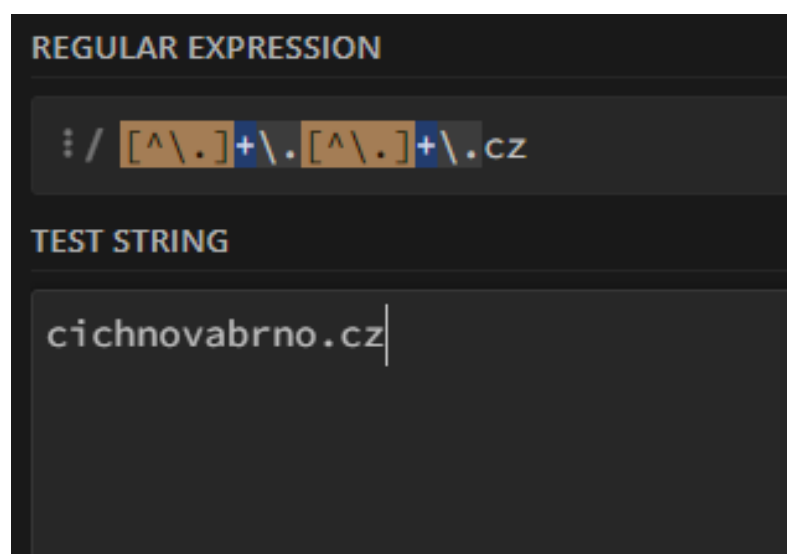 REGULAR EXPRESSION
⁝/ [^\.]+\.[^\.]+\.cz
TEST STRING
cichnovabrno.cz